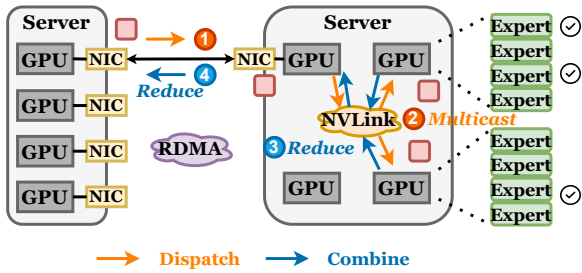 Server
Server
1
GPU
NIC
NIC
GPU
GPU
4
Reduce
GPU
NIC
NVLink
2
Multicast
3
Reduce
RDMA
GPU
NIC
GPU
NIC
GPU
GPU
Expert
Expert
Expert
Expert
Expert
Expert
Expert
Expert
Dispatch
Combine